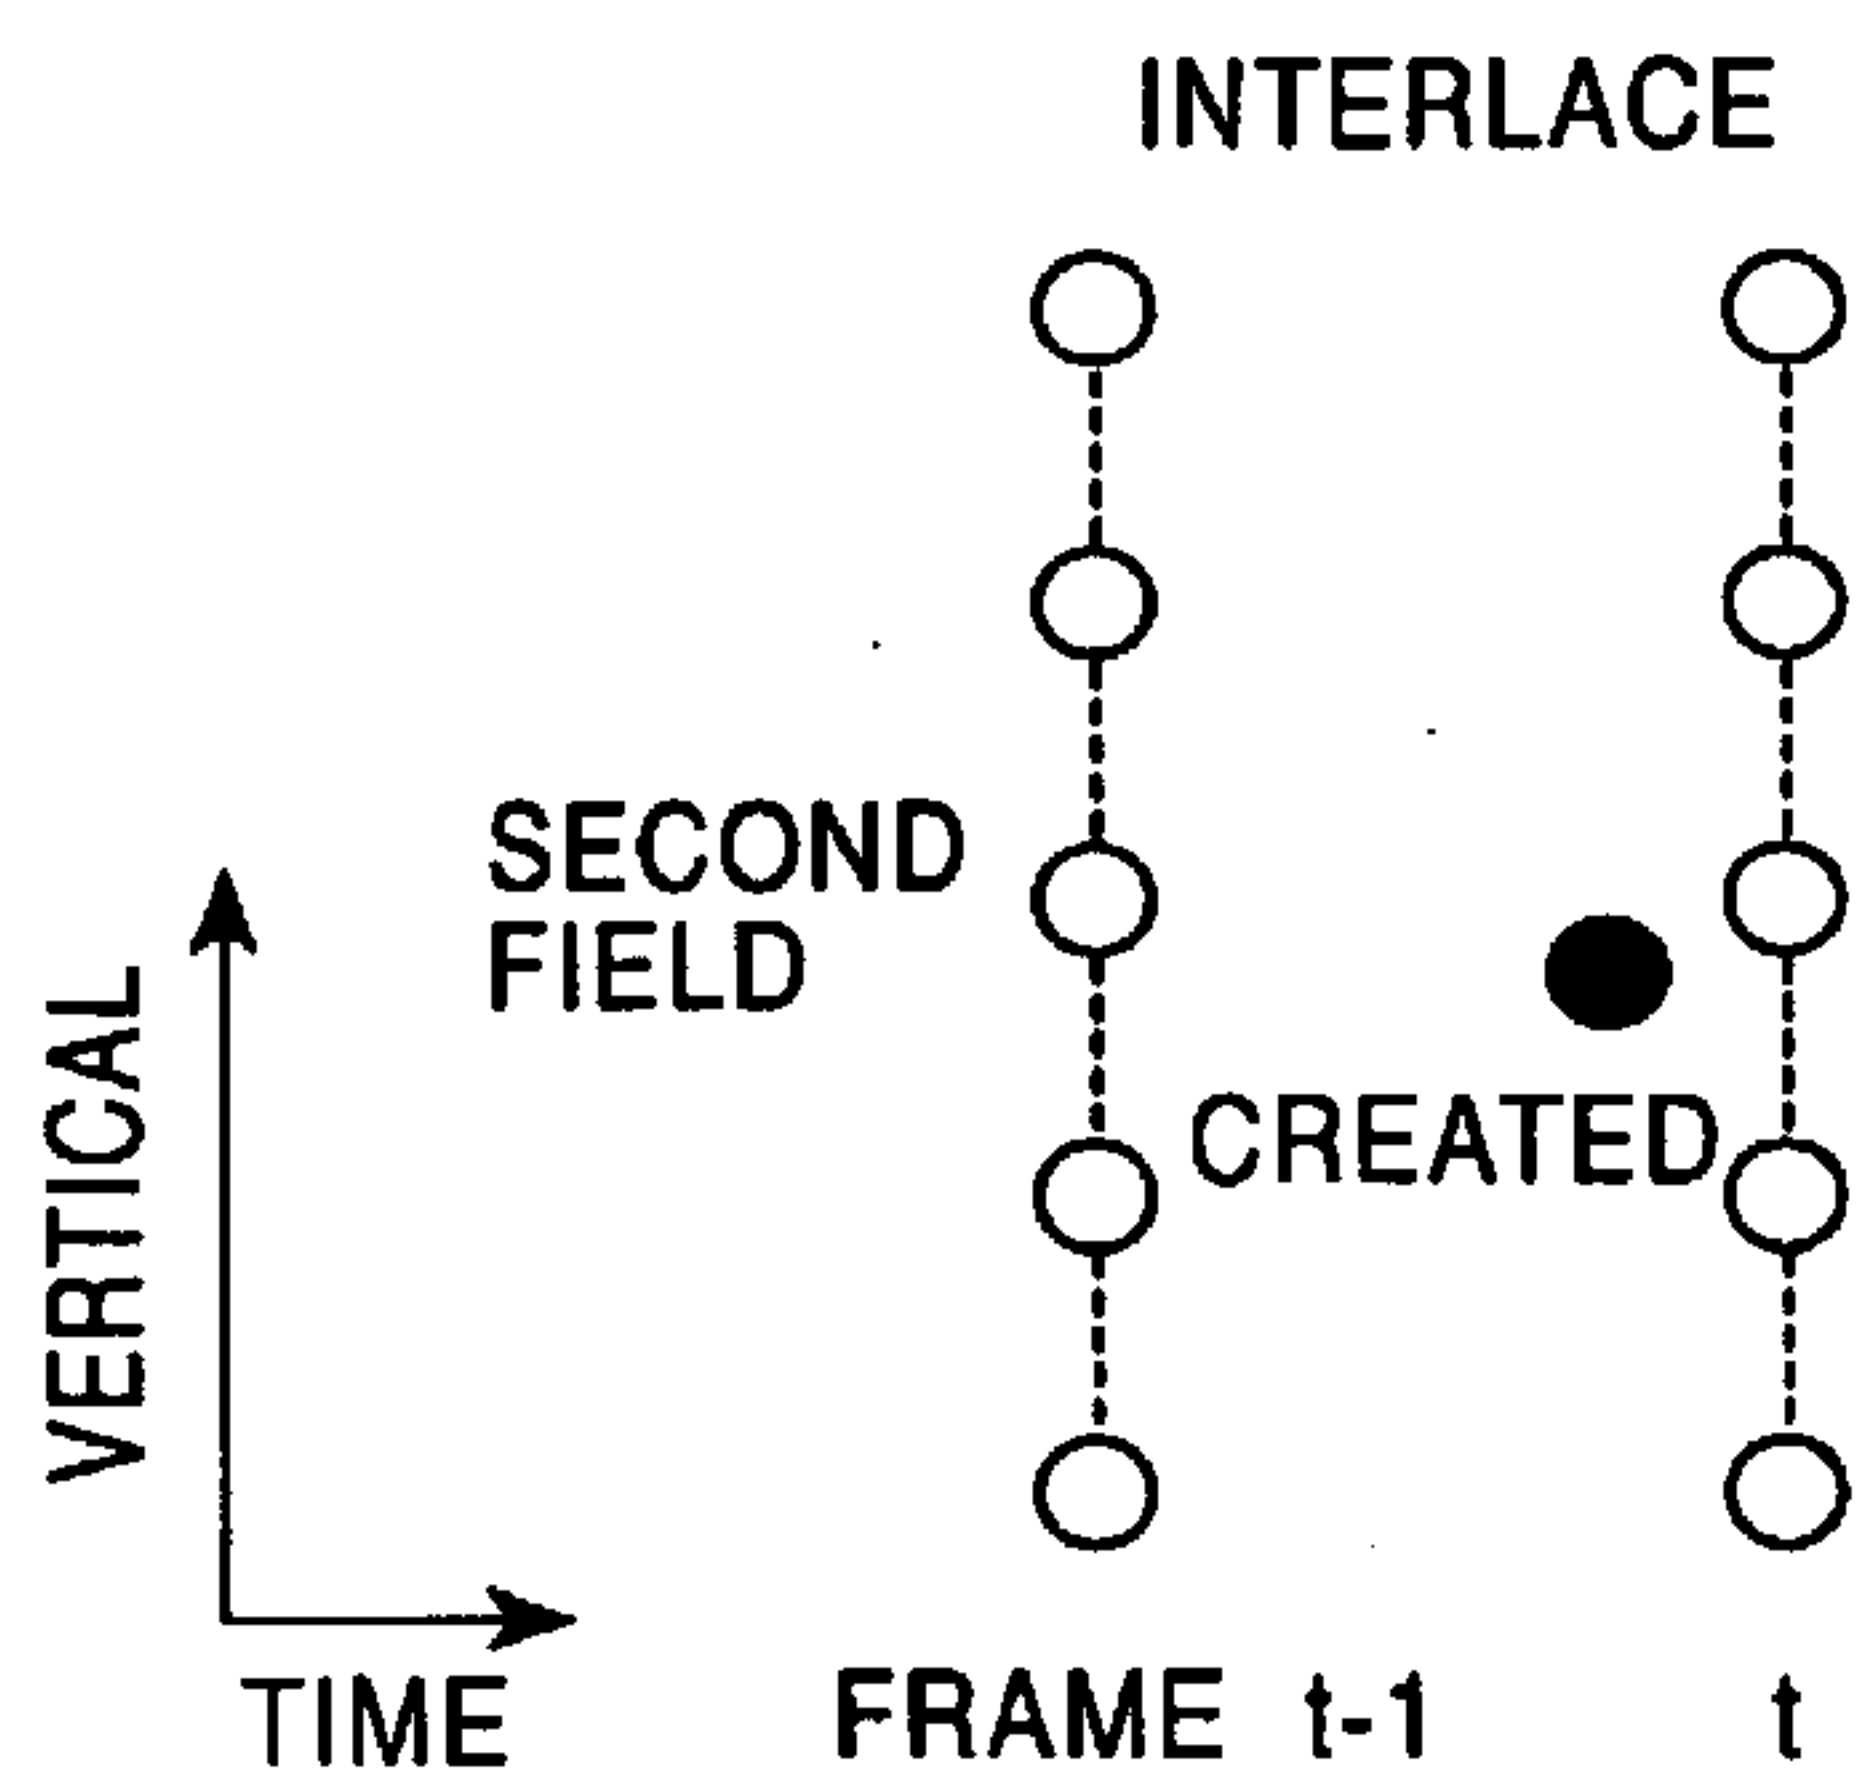 INTERLACE
SECOND
FIELD
CREATED
VERTICAL
TIME
FRAME t-1 t